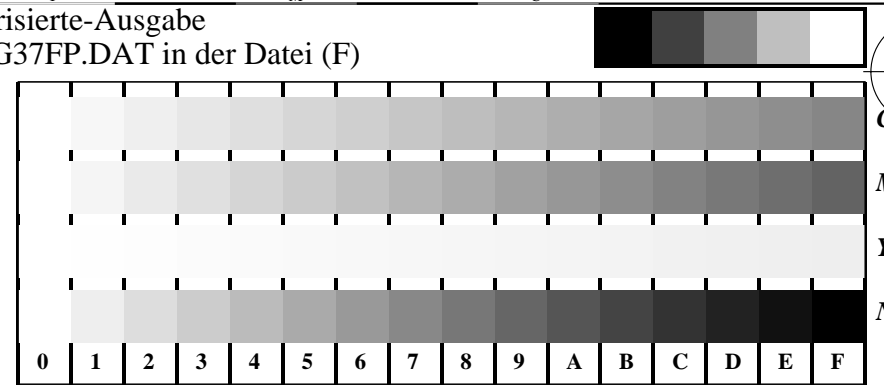 risierte-Ausgabe
G37FP.DAT in der Datei (F)
M
Y
N
0 1 2 3 4 5 6 7 8 9 A B C D E F